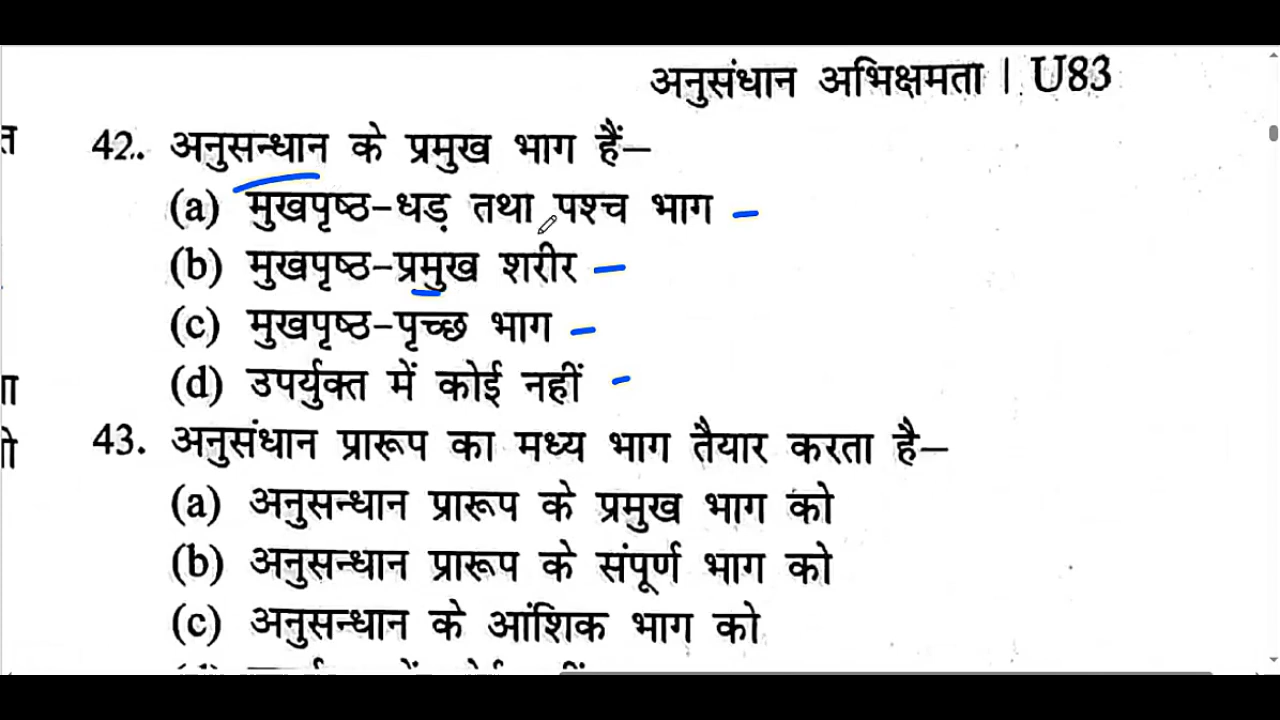 अनुसंधान अभिक्षमता | U83
42. अनुसन्धान के प्रमुख भाग हैं–
(a) मुखपृष्ठ-धड़ तथा पश्च भाग
(b) मुखपृष्ठ-प्रमुख शरीर
(c) मुखपृष्ठ-पृच्छ भाग
(d) उपर्युक्त में कोई नहीं
43. अनुसंधान प्रारूप का मध्य भाग तैयार करता है–
(a) अनुसन्धान प्रारूप के प्रमुख भाग को
(b) अनुसन्धान प्रारूप के संपूर्ण भाग को
(c) अनुसन्धान के आंशिक भाग को